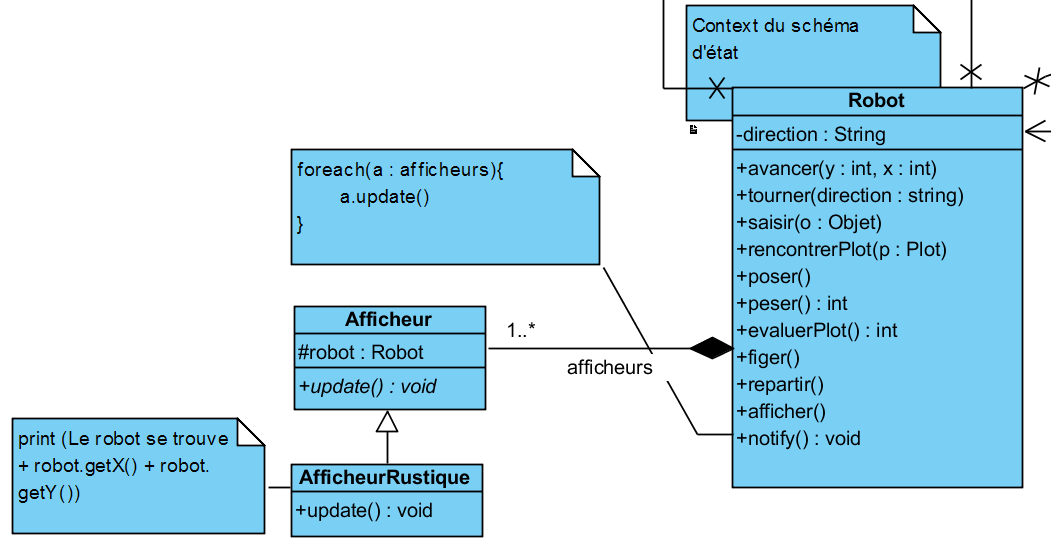 Context du schéma
d'état
Robot
-direction : String
+avancer(y : int, x : int)
+tourner(direction : string)
+saisir(o : Objet)
+rencontrerPlot(p : Plot)
+poser()
+peser() : int
+evaluerPlot() : int
+figer()
+repartir()
+afficher()
+notify() : void
foreach(a : afficheurs){
a.update()
}
1..*
afficheurs
Afficheur
#robot : Robot
+update() : void
print (Le robot se trouve
+ robot.getX() + robot.
getY())
AfficheurRustique
+update() : void